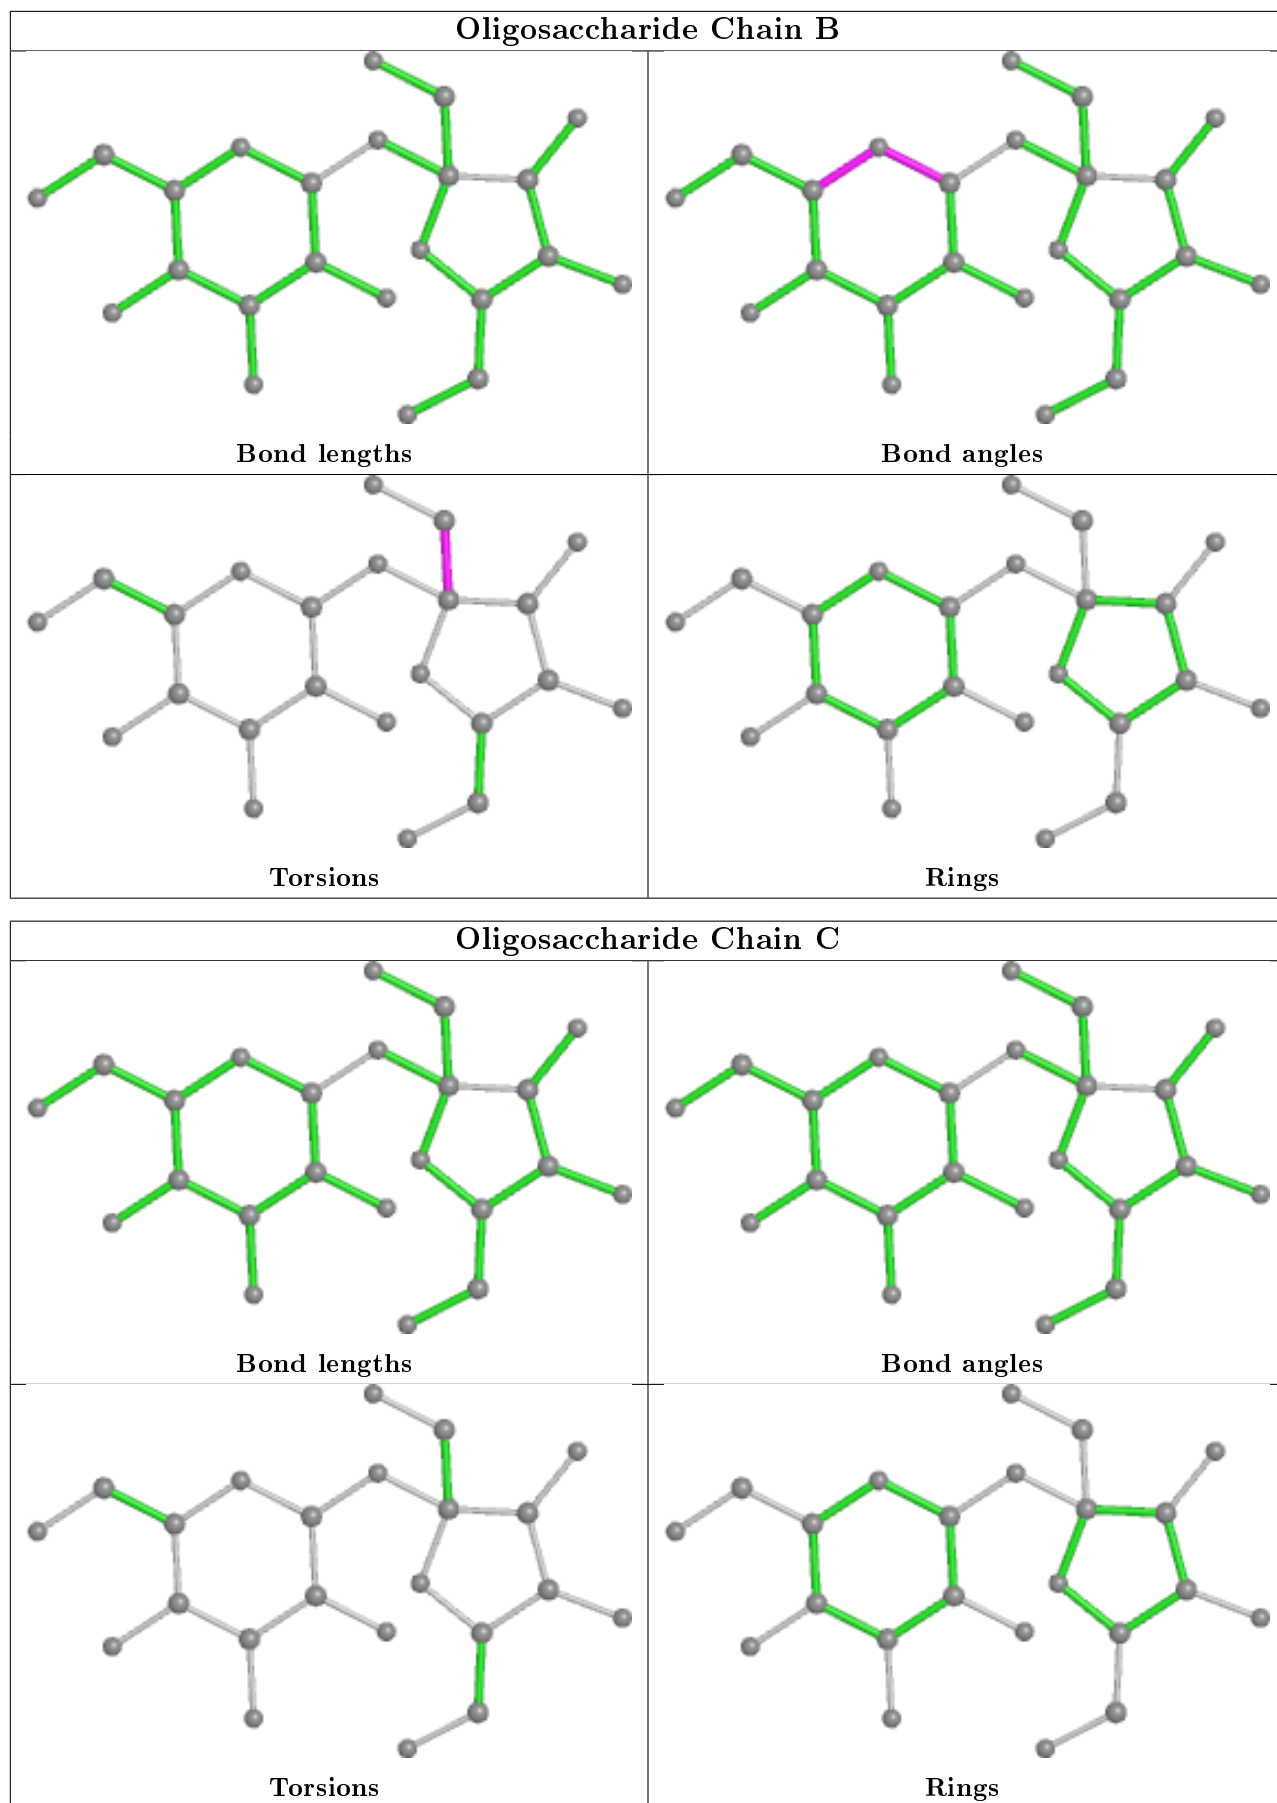 Oligosaccharide Chain B
Bond lengths
Bond angles
Torsions
Rings
Oligosaccharide Chain C
Bond lengths
Bond angles
Torsions
Rings